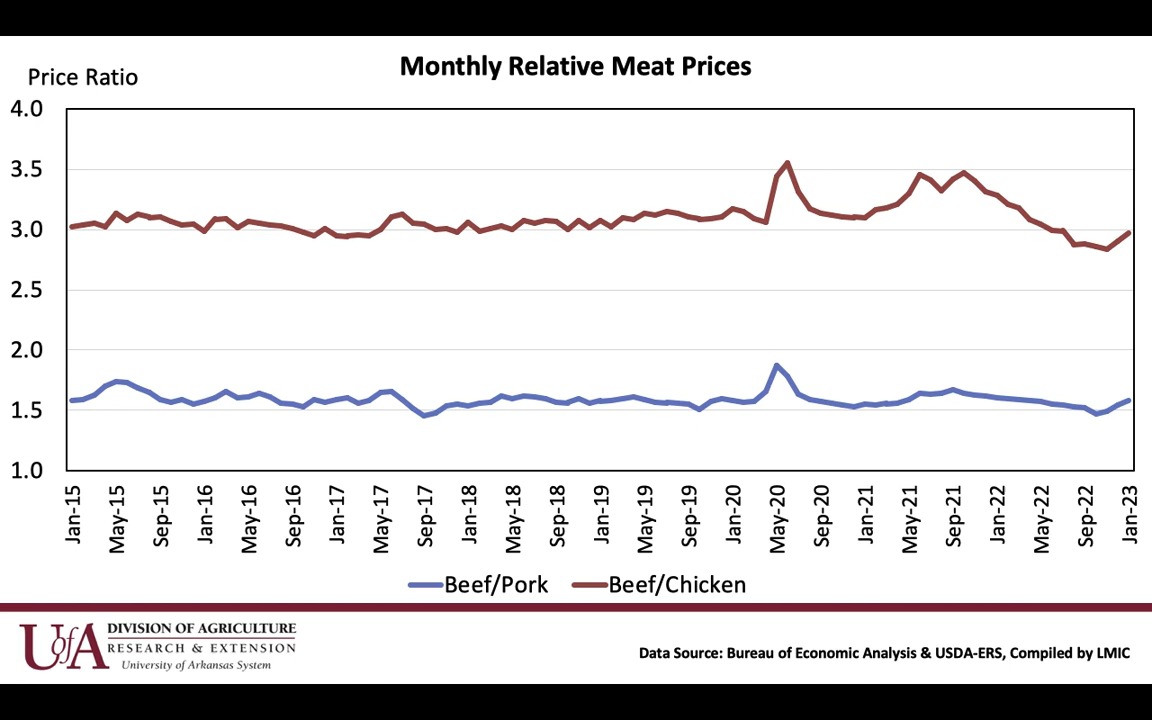 Monthly Relative Meat Prices
Price Ratio
4.0
3.5
3.0
2.5
2.0
1.5
1.0
Jan-15
May-15
Sep-15
Jan-16
May-16
Sep-16
Jan-17
May-17
Sep-17
Jan-18
May-18
Sep-18
Jan-19
May-19
Sep-19
Jan-20
May-20
Sep-20
Jan-21
May-21
Sep-21
Jan-22
May-22
Sep-22
Jan-23
Beef/Pork Beef/Chicken
UofA
DIVISION OF AGRICULTURE
RESEARCH & EXTENSION
University of Arkansas System
Data Source: Bureau of Economic Analysis & USDA-ERS, Compiled by LMIC